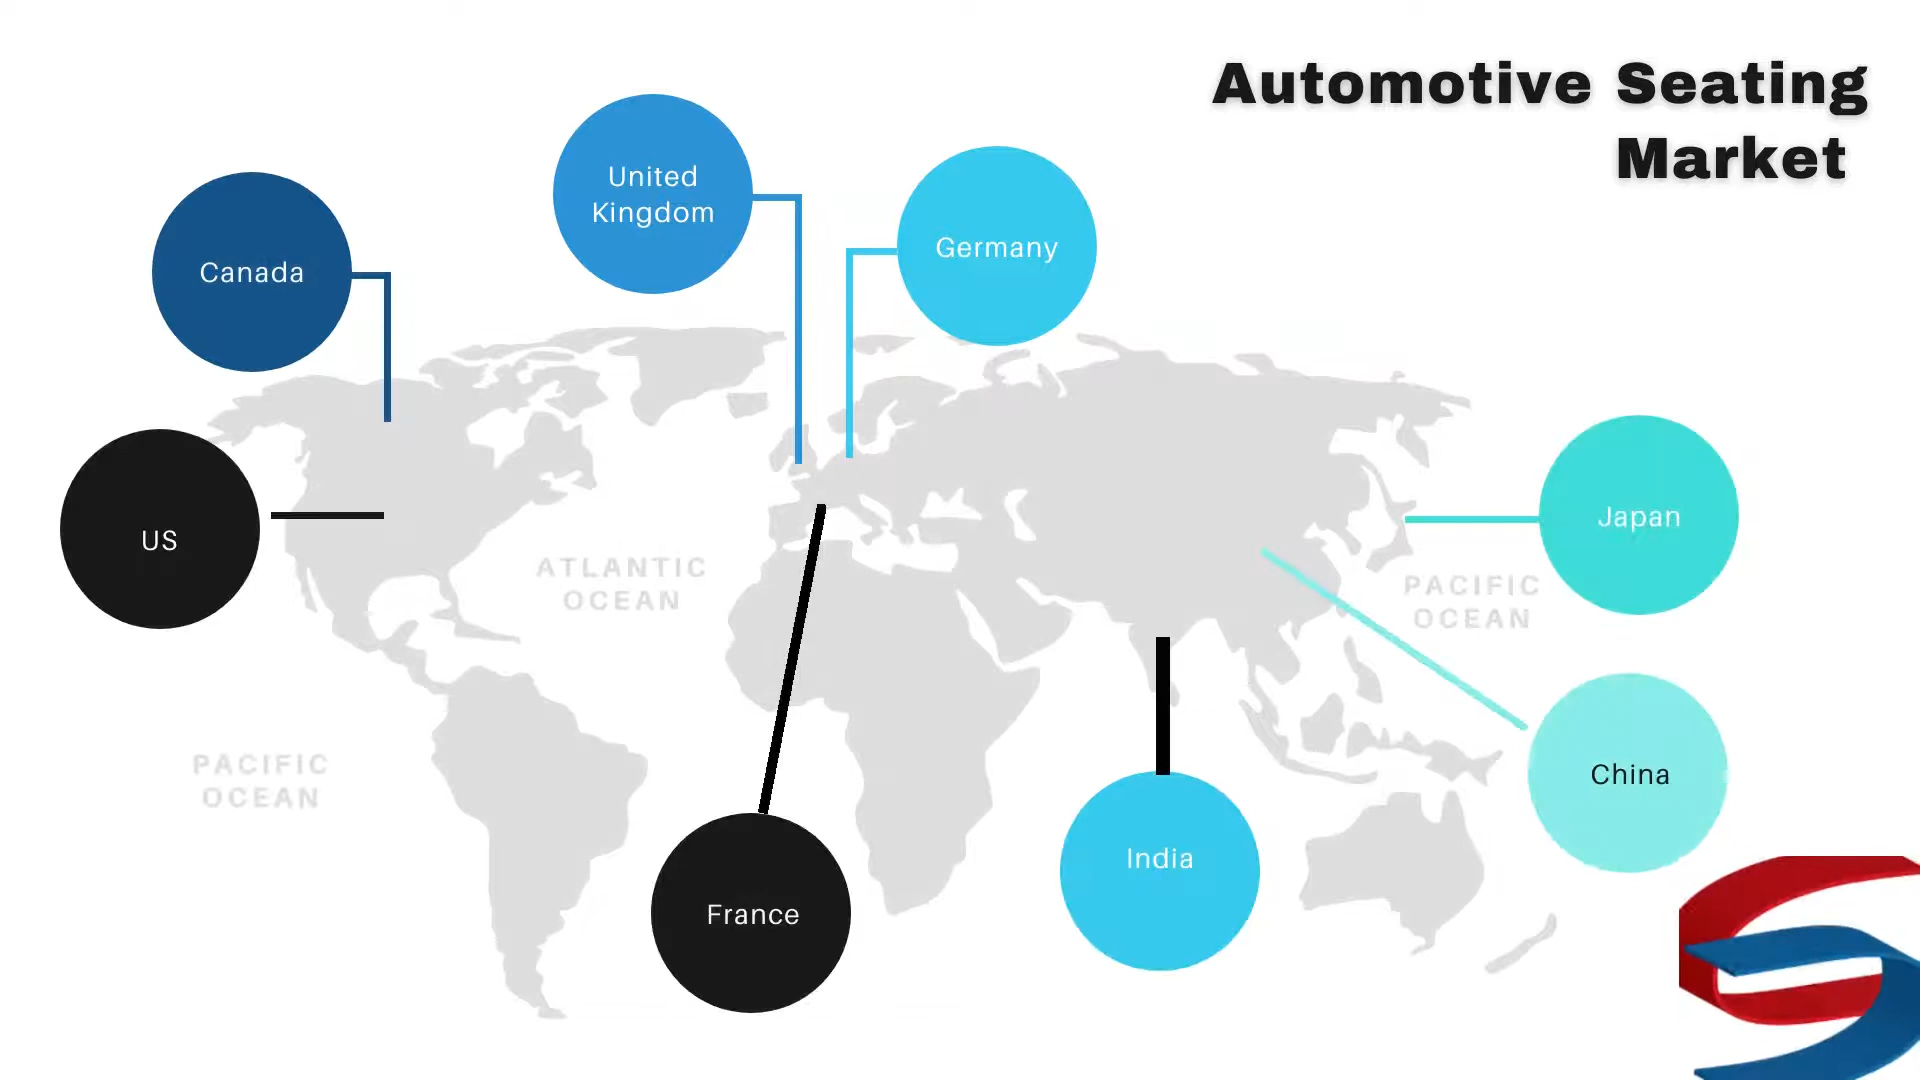 Automotive Seating
Market
United
Kingdom
Germany
Canada
US
Japan
ATLANTIC
OCEAN
PACIFIC
OCEAN
PACIFIC
OCEAN
China
India
France